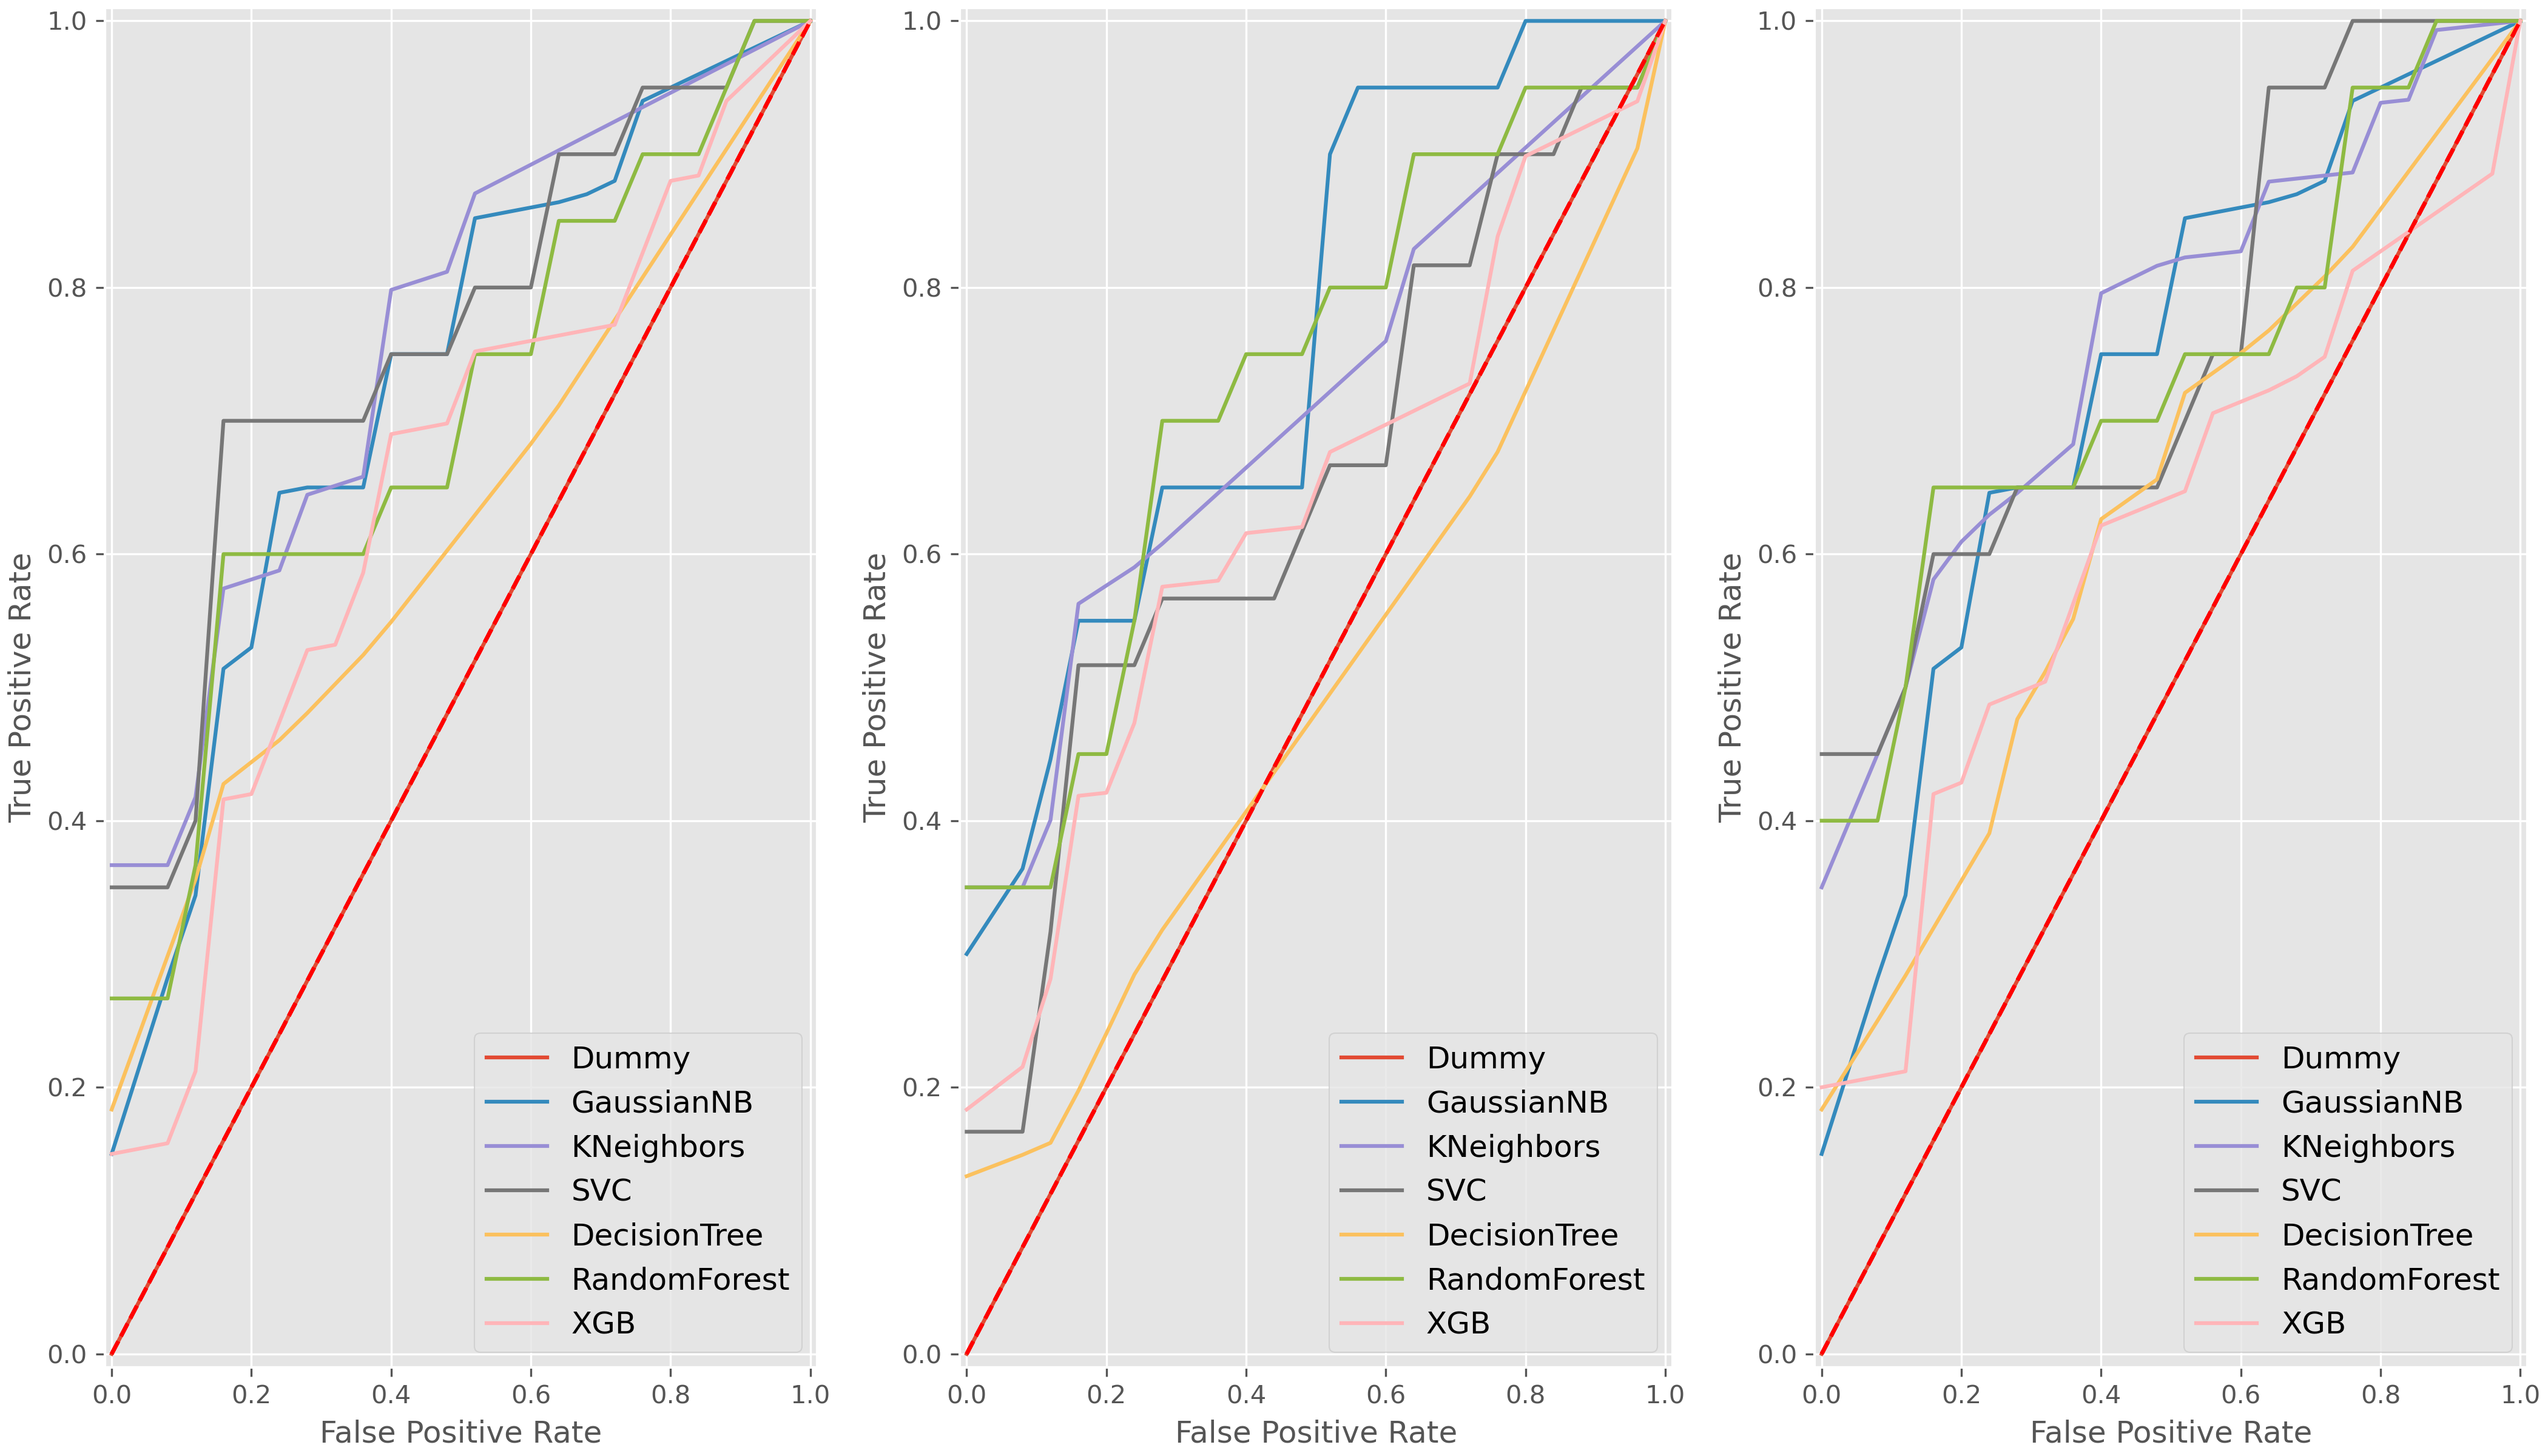 1.0
0.8
0.6
0.4
0.2
0.0
True Positive Rate
Dummy
GaussianNB
KNeighbors
SVC
DecisionTree
RandomForest
XGB
0.0 0.2 0.4 0.6 0.8 1.0
False Positive Rate
1.0
0.8
0.6
0.4
0.2
0.0
True Positive Rate
Dummy
GaussianNB
KNeighbors
SVC
DecisionTree
RandomForest
XGB
0.0 0.2 0.4 0.6 0.8 1.0
False Positive Rate
1.0
0.8
0.6
0.4
0.2
0.0
True Positive Rate
Dummy
GaussianNB
KNeighbors
SVC
DecisionTree
RandomForest
XGB
0.0 0.2 0.4 0.6 0.8 1.0
False Positive Rate